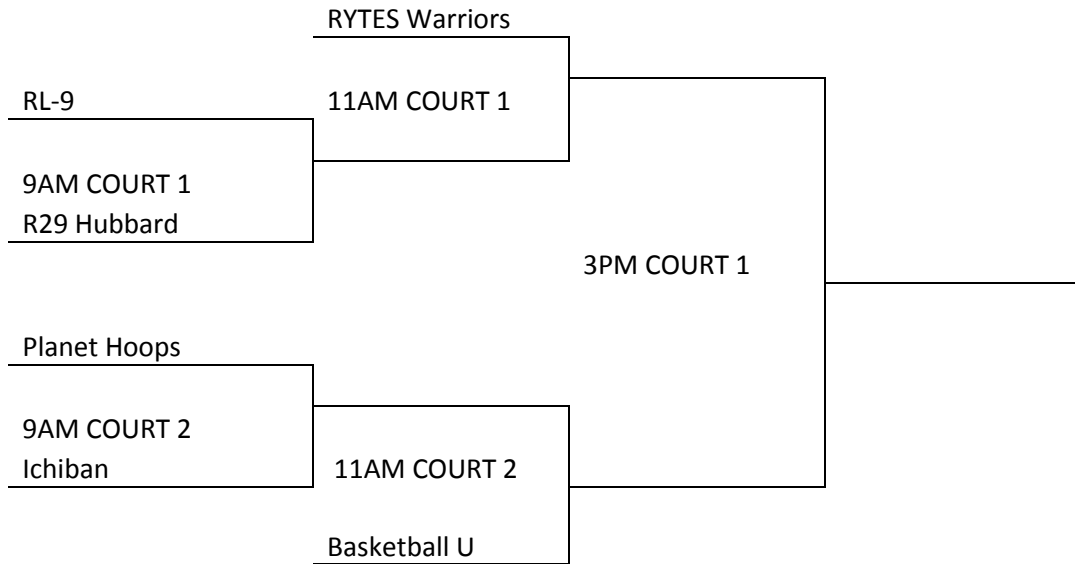 RYTES Warriors
RL-9
11AM COURT 1
9AM COURT 1
R29 Hubbard
3PM COURT 1
Planet Hoops
9AM COURT 2
Ichiban
11AM COURT 2
Basketball U